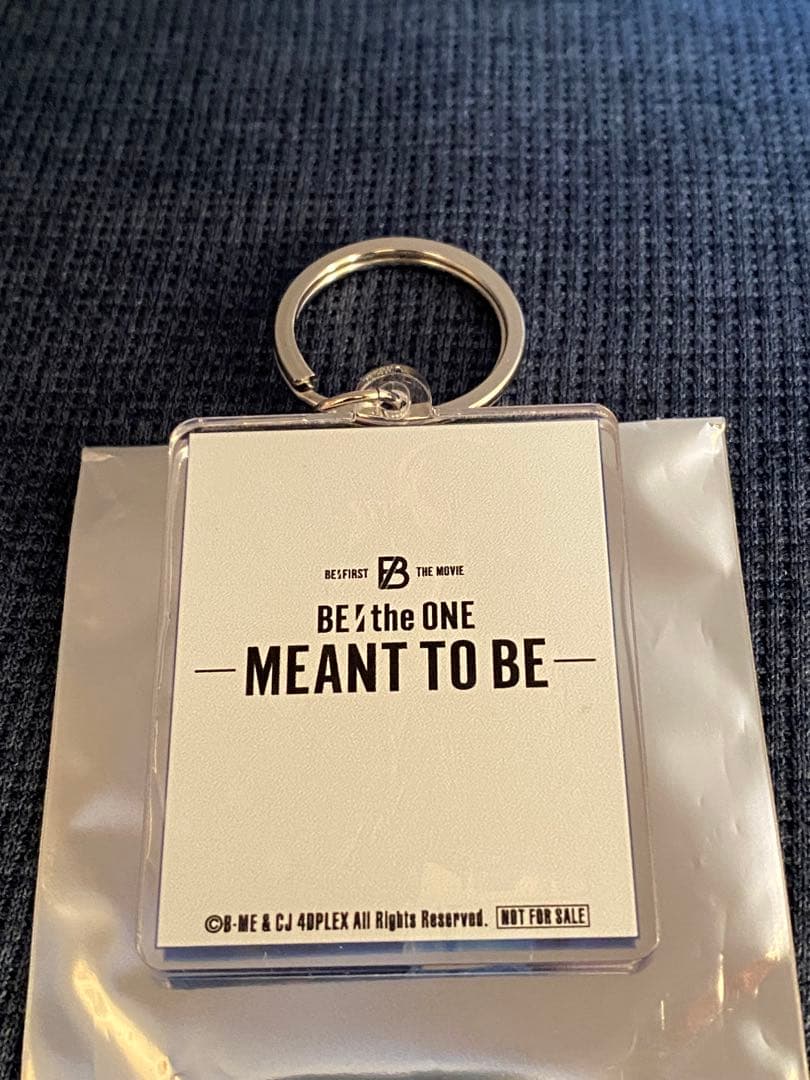 BE:FIRST FB THE MOVIE
BE:the ONE
—MEANT TO BE—
©B-ME & CJ 4DPLEX All Rights Reserved. NOT FOR SALE